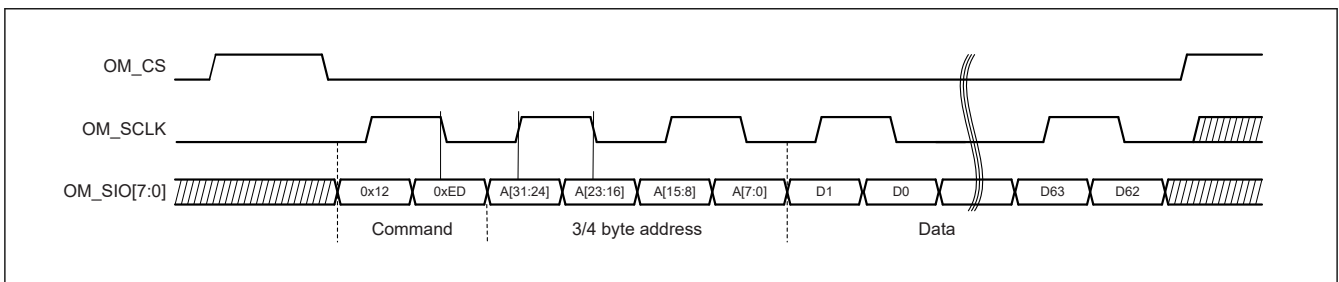 OM_CS
OM_SCLK
OM_SIO[7:0] 0x12 0xED A[31:24] A[23:16] A[15:8] A[7:0] D1 D0 D63 D62
Command 3/4 byte address Data